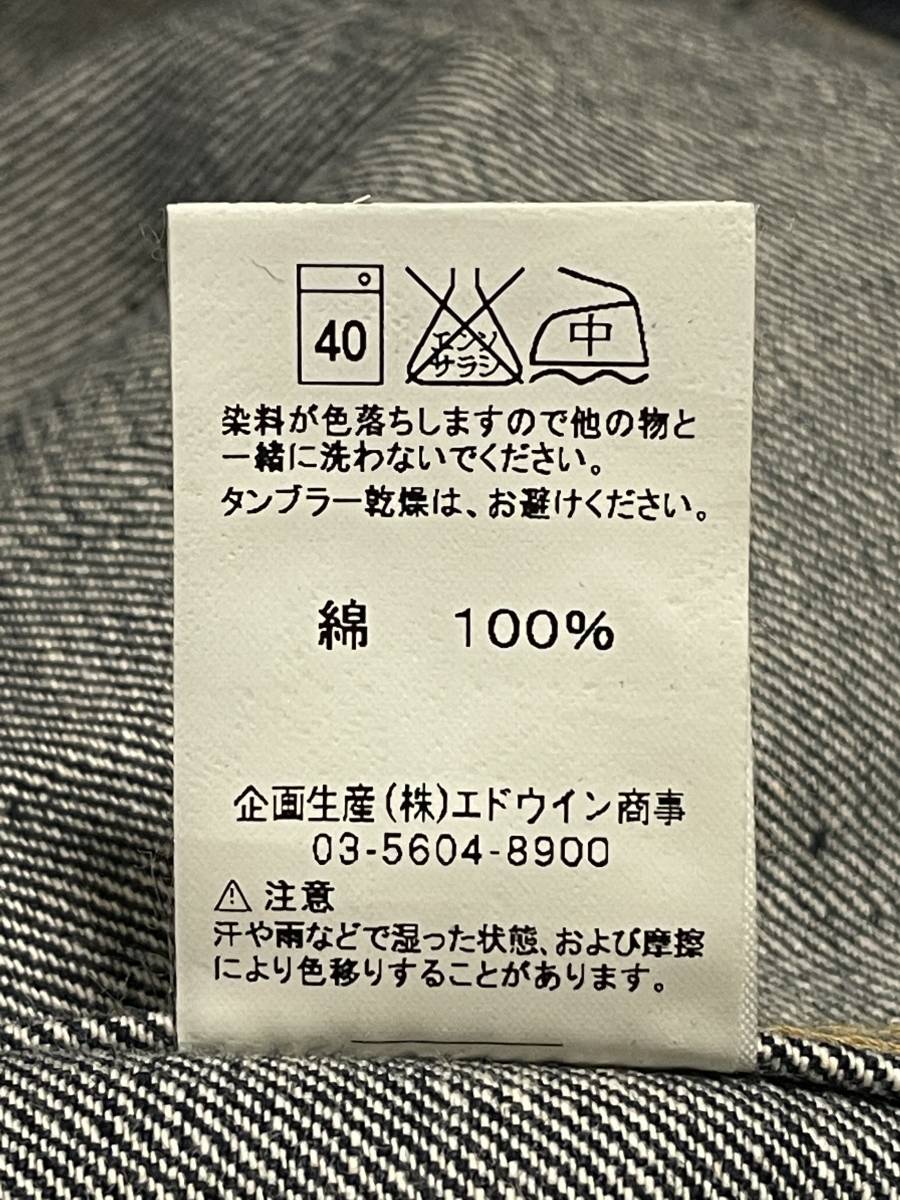 40 エンソ 中
サラシ
染料が色落ちしますので他の物と
一緒に洗わないでください。
タンブラー乾燥は、お避けください。
綿 100%
企画生産(株)エドウイン商事
03-5604-8900
⚠ 注意
汗や雨などで湿った状態、および摩擦
により色移りすることがあります。